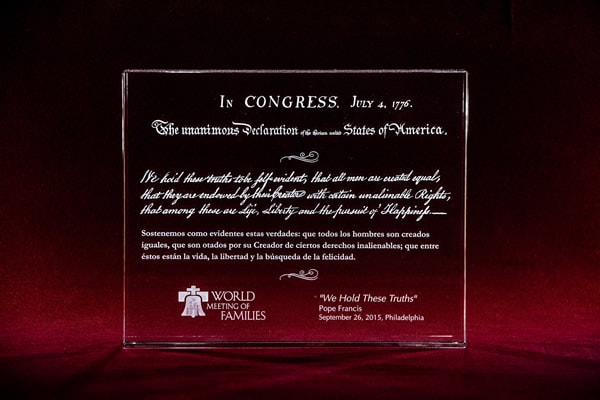 IN CONGRESS, JULY 4, 1776.
The unanimous Declaration of the thirteen united States of America,
We hold these truths to be self-evident, that all men are created equal,
that they are endowed by their Creator with certain unalienable Rights,
that among these are Life, Liberty and the pursuit of Happiness.
Sostenemos como evidentes estas verdades: que todos los hombres son creados
iguales, que son otados por su Creador de ciertos derechos inalienables; que entre
éstos están la vida, la libertad y la búsqueda de la felicidad.
WORLD
MEETING OF
FAMILIES
"We Hold These Truths"
Pope Francis
September 26, 2015, Philadelphia